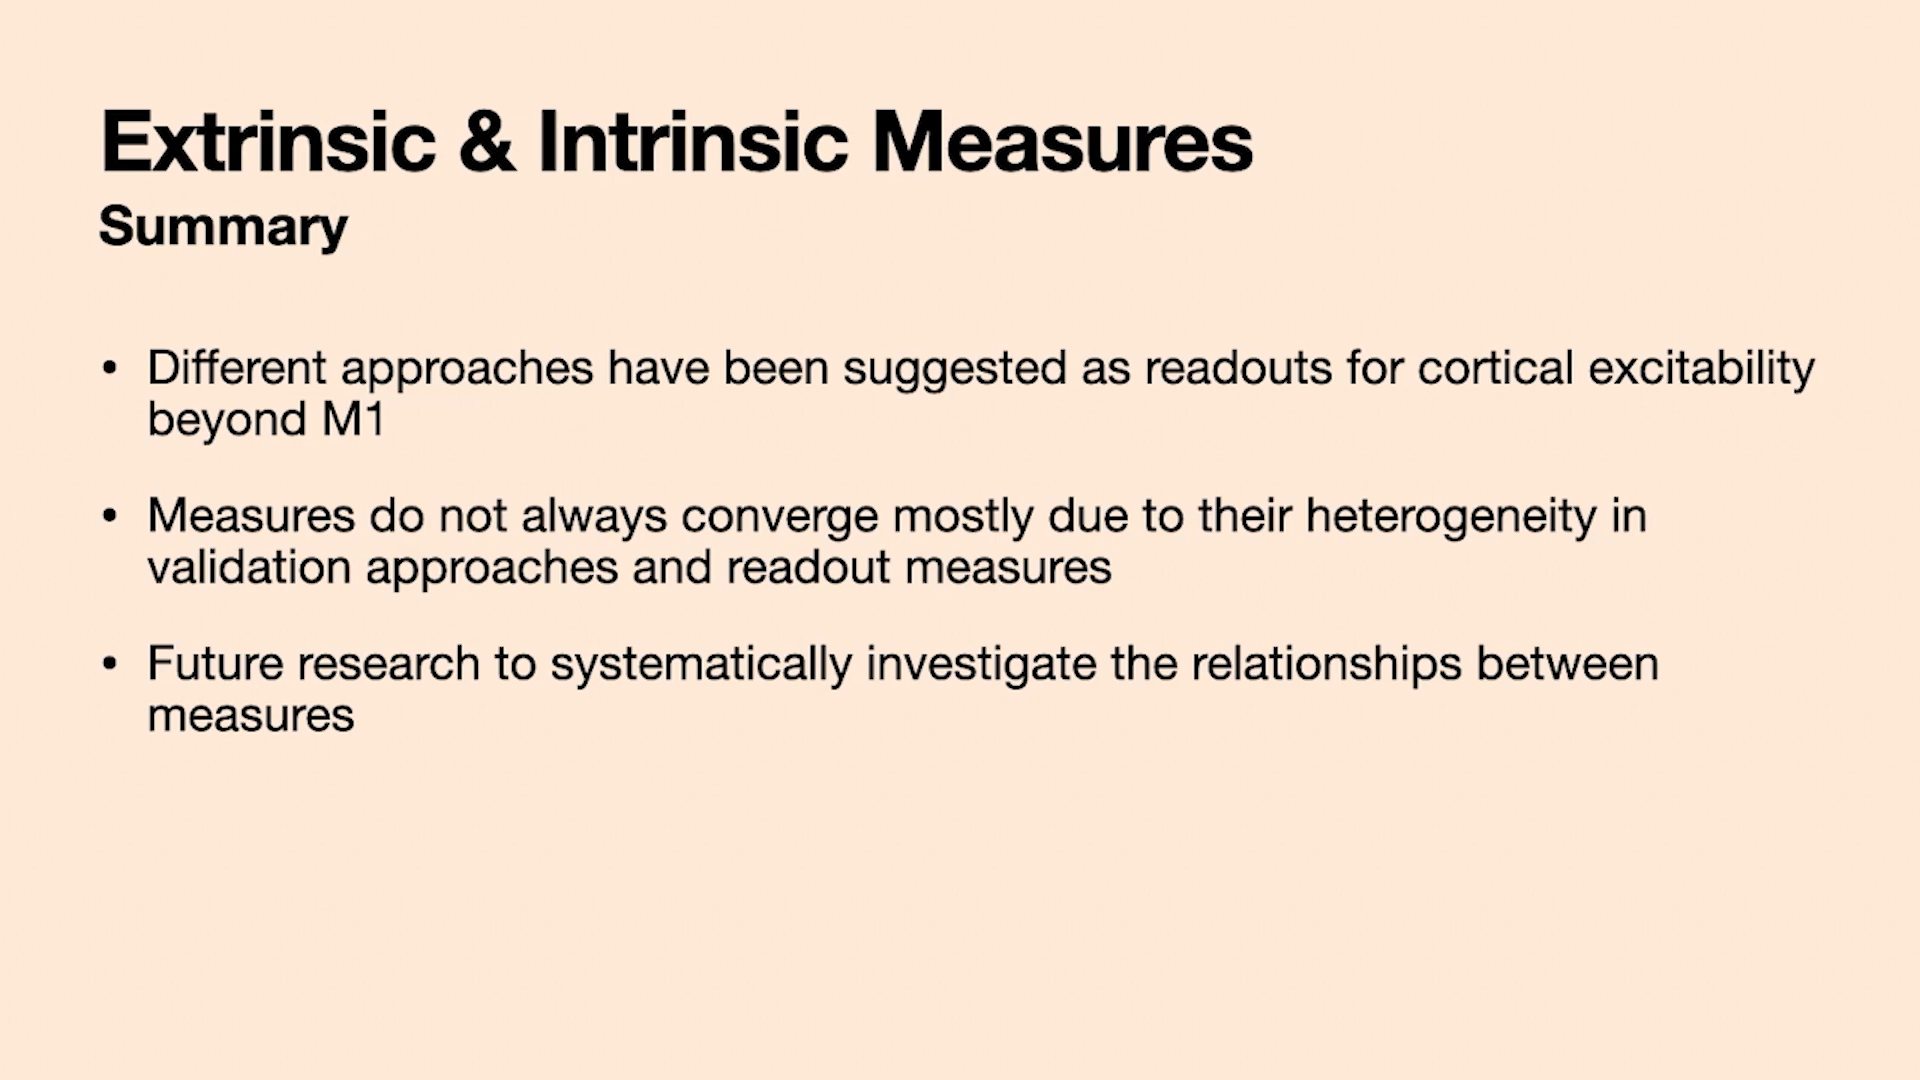 Extrinsic & Intrinsic Measures
Summary
• Different approaches have been suggested as readouts for cortical excitability
beyond M1
• Measures do not always converge mostly due to their heterogeneity in
validation approaches and readout measures
• Future research to systematically investigate the relationships between
measures